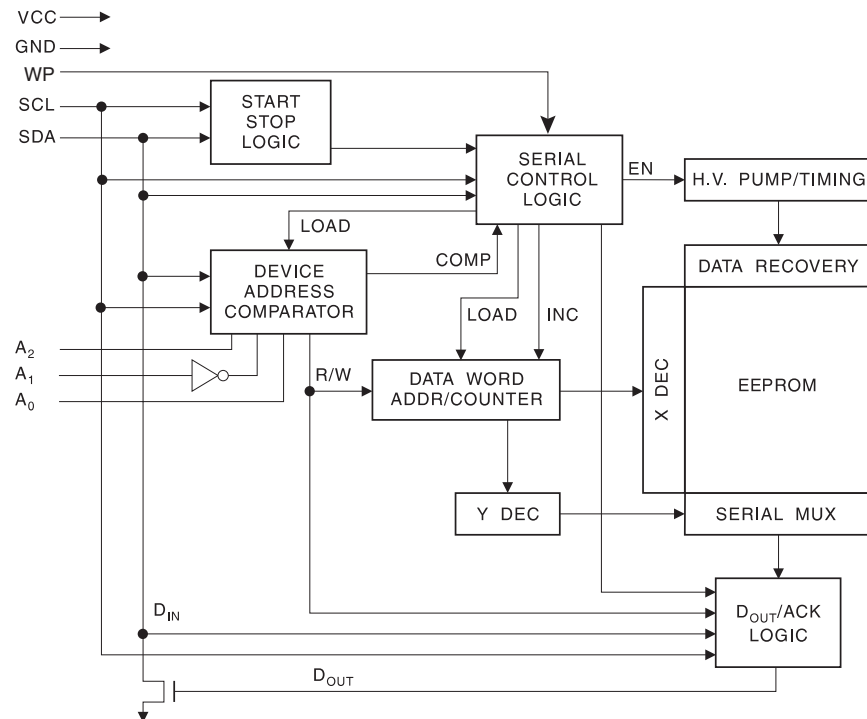 VCC
GND
WP
SCL
SDA
START
STOP
LOGIC
SERIAL
CONTROL
LOGIC
EN
H.V. PUMP/TIMING
LOAD
COMP
DEVICE
ADDRESS
COMPARATOR
DATA RECOVERY
LOAD
INC
A2
A1
A0
R/W
DATA WORD
ADDR/COUNTER
X DEC
EEPROM
Y DEC
SERIAL MUX
DIN
DOUT/ACK
LOGIC
DOUT